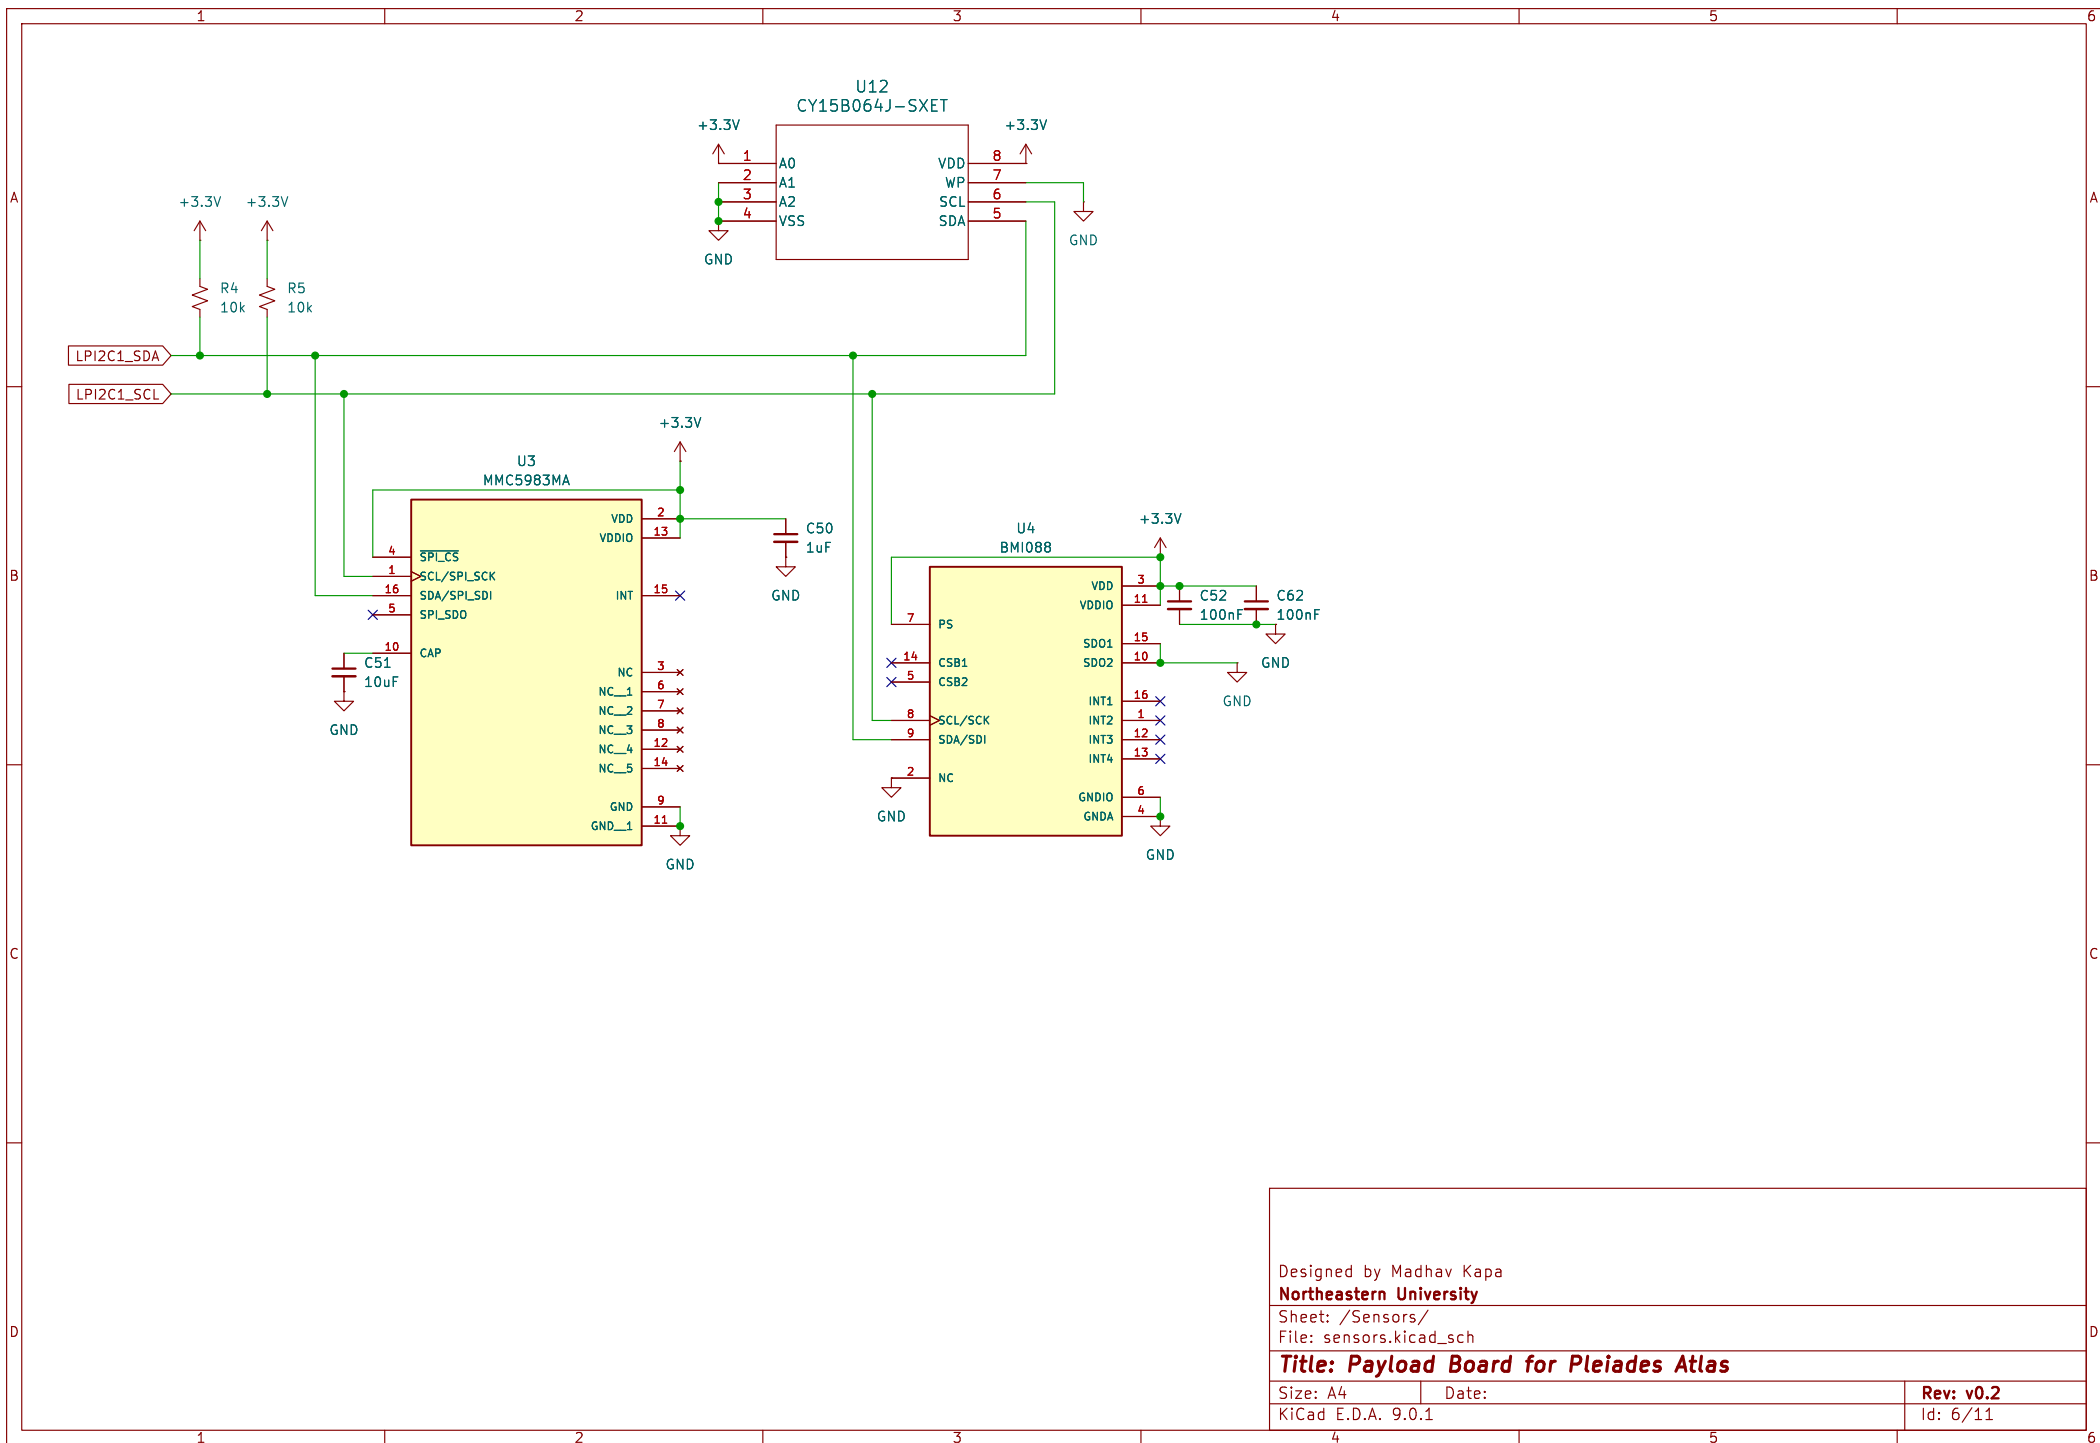 1 2 3 4 5 6
U12
CY15B064J-SXET
+3.3V +3.3V
1 A0 VDD 8
2 A1 WP 7
3 A2 SCL 6
4 VSS SDA 5
GND GND
A A
+3.3V +3.3V
R4 R5
10k 10k
LPI2C1_SDA
LPI2C1_SCL
+3.3V
U3
MMC5983MA
VDD 2
VDDIO 13
4 SPI_CS
1 SCL/SPI_SCK
16 SDA/SPI_SDI
5 SPI_SDO
10 CAP
INT 15
NC 3
NC__1 6
NC__2 7
NC__3 8
NC__4 12
NC__5 14
GND 9
GND__1 11
GND
C50
1uF
GND
C51
10uF
GND
B B
+3.3V
U4
BMI088
VDD 3
VDDIO 11
7 PS
14 CSB1
5 CSB2
8 SCL/SCK
9 SDA/SDI
2 NC
SDO1 15
SDO2 10
INT1 16
INT2 1
INT3 12
INT4 13
GNDIO 6
GNDA 4
GND
GND
C52 C62
100nF 100nF
GND
GND
C C
D D
Designed by Madhav Kapa
Northeastern University
Sheet: /Sensors/
File: sensors.kicad_sch
Title: Payload Board for Pleiades Atlas
Size: A4 Date: Rev: v0.2
KiCad E.D.A. 9.0.1 Id: 6/11
1 2 3 4 5 6